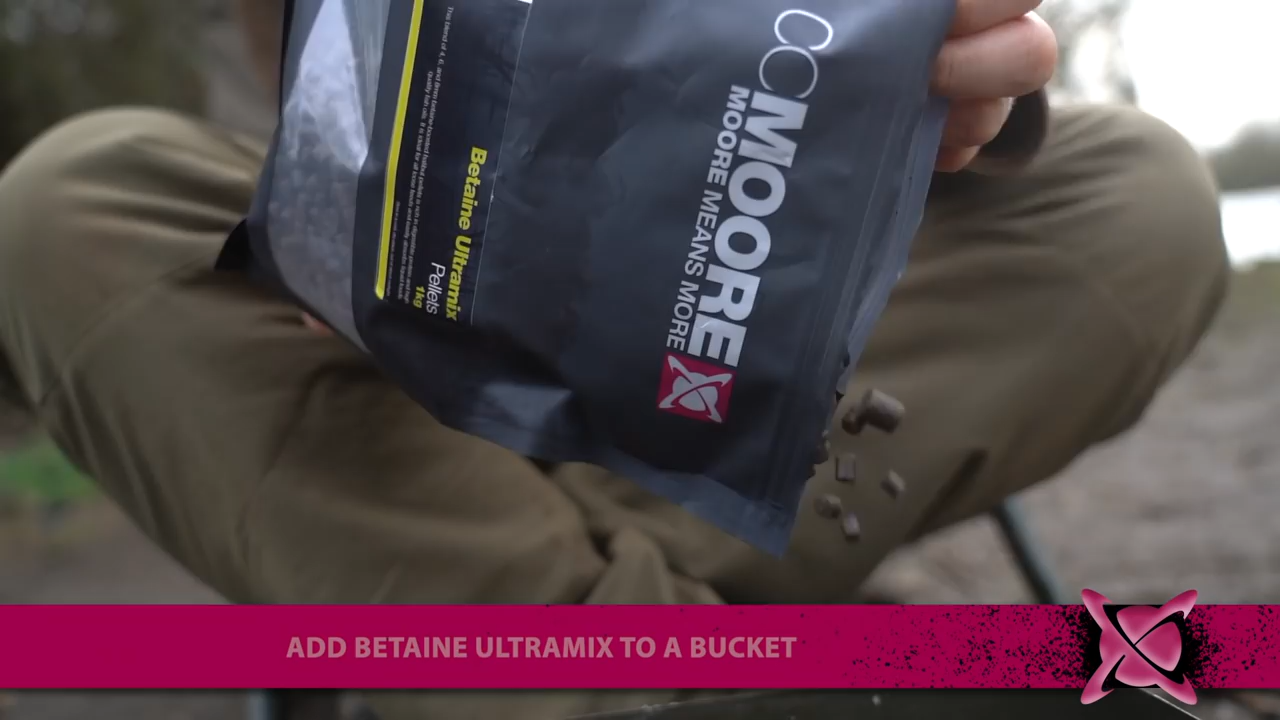 CCMOORE
MOORE MEANS MORE
Betaine Ultramix
Pellets
1kg
ADD BETAINE ULTRAMIX TO A BUCKET